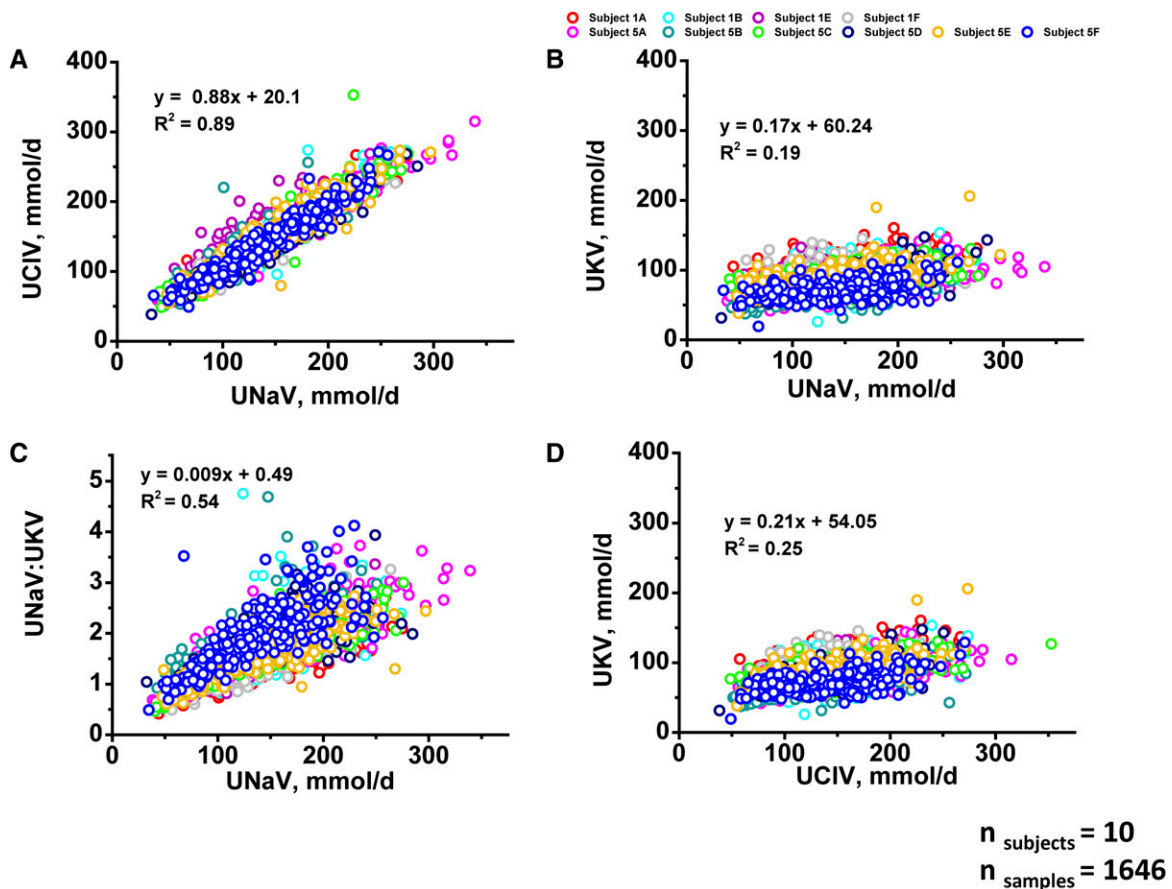 Subject 1A Subject 1B Subject 1E Subject 1F
Subject 5A Subject 5B Subject 5C Subject 5D Subject 5E Subject 5F
A
400
300
200
100
0
UClV, mmol/d
y = 0.88x + 20.1
R² = 0.89
0 100 200 300
UNaV, mmol/d
B
400
300
200
100
0
UKV, mmol/d
y = 0.17x + 60.24
R² = 0.19
0 100 200 300
UNaV, mmol/d
C
5
4
3
2
1
0
UNaV:UKV
y = 0.009x + 0.49
R² = 0.54
0 100 200 300
UNaV, mmol/d
D
400
300
200
100
0
UKV, mmol/d
y = 0.21x + 54.05
R² = 0.25
0 100 200 300
UClV, mmol/d
n subjects = 10
n samples = 1646